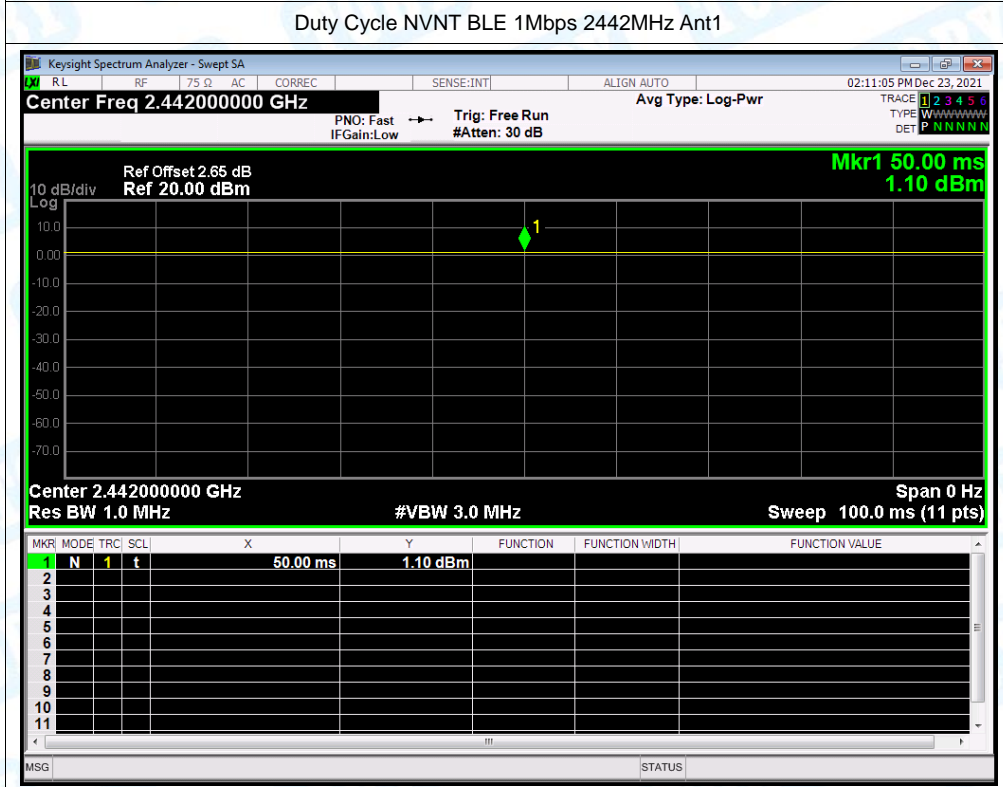 Duty Cycle NVNT BLE 1Mbps 2442MHz Ant1
Keysight Spectrum Analyzer - Swept SA
LXI RL RF 75 Ω AC CORREC SENSE:INT ALIGN AUTO 02:11:05 PM Dec 23, 2021
Center Freq 2.442000000 GHz Avg Type: Log-Pwr TRACE 1 2 3 4 5 6
PNO: Fast Trig: Free Run TYPE WWWWWW
IFGain:Low #Atten: 30 dB DET P N N N N N
Mkr1 50.00 ms
Ref Offset 2.65 dB
10 dB/div Ref 20.00 dBm 1.10 dBm
Log
10.0
1
0.00
-10.0
-20.0
-30.0
-40.0
-50.0
-60.0
-70.0
Center 2.442000000 GHz Span 0 Hz
Res BW 1.0 MHz #VBW 3.0 MHz Sweep 100.0 ms (11 pts)
MKR MODE TRC SCL X Y FUNCTION FUNCTION WIDTH FUNCTION VALUE
1 N 1 t 50.00 ms 1.10 dBm
2
3
4
5
6
7
8
9
10
11
MSG STATUS